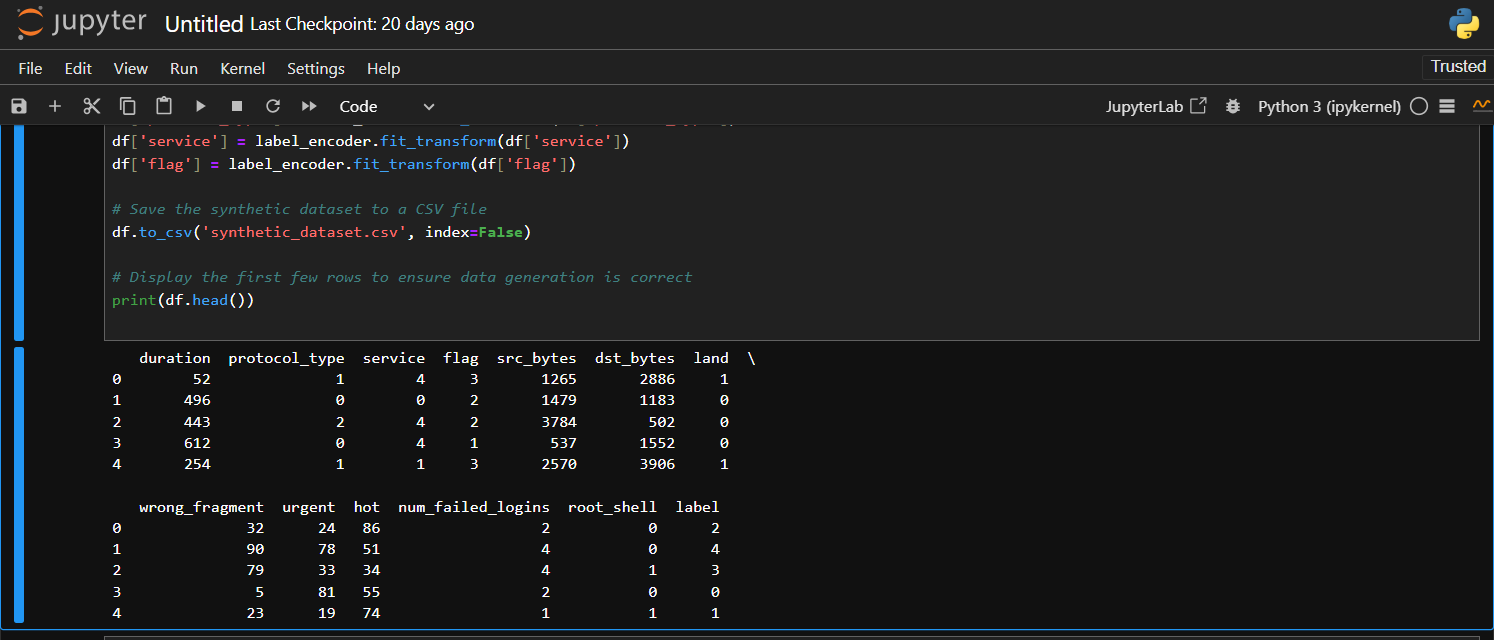 jupyter Untitled Last Checkpoint: 20 days ago
File Edit View Run Kernel Settings Help Trusted
Code JupyterLab Python 3 (ipykernel)
df['service'] = label_encoder.fit_transform(df['service'])
df['flag'] = label_encoder.fit_transform(df['flag'])
# Save the synthetic dataset to a CSV file
df.to_csv('synthetic_dataset.csv', index=False)
# Display the first few rows to ensure data generation is correct
print(df.head())
duration protocol_type service flag src_bytes dst_bytes land \
0 52 1 4 3 1265 2886 1
1 496 0 0 2 1479 1183 0
2 443 2 4 2 3784 502 0
3 612 0 4 1 537 1552 0
4 254 1 1 3 2570 3906 1
wrong_fragment urgent hot num_failed_logins root_shell label
0 32 24 86 2 0 2
1 90 78 51 4 0 4
2 79 33 34 4 1 3
3 5 81 55 2 0 0
4 23 19 74 1 1 1